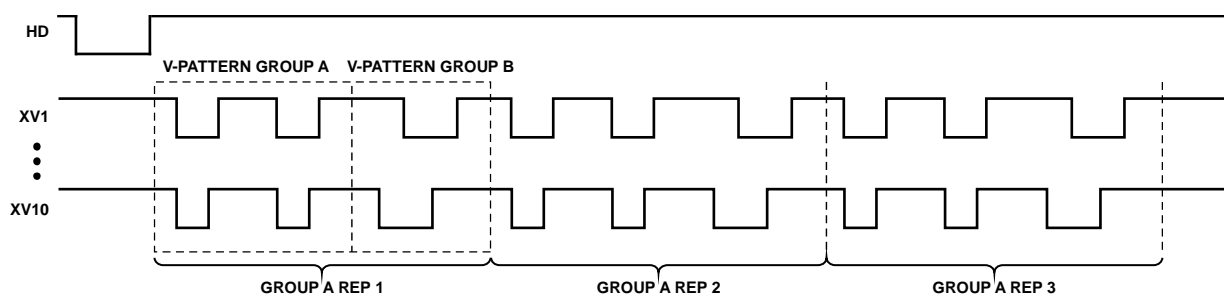 HD
V-PATTERN GROUP A V-PATTERN GROUP B
XV1
XV10
GROUP A REP 1 GROUP A REP 2 GROUP A REP 3